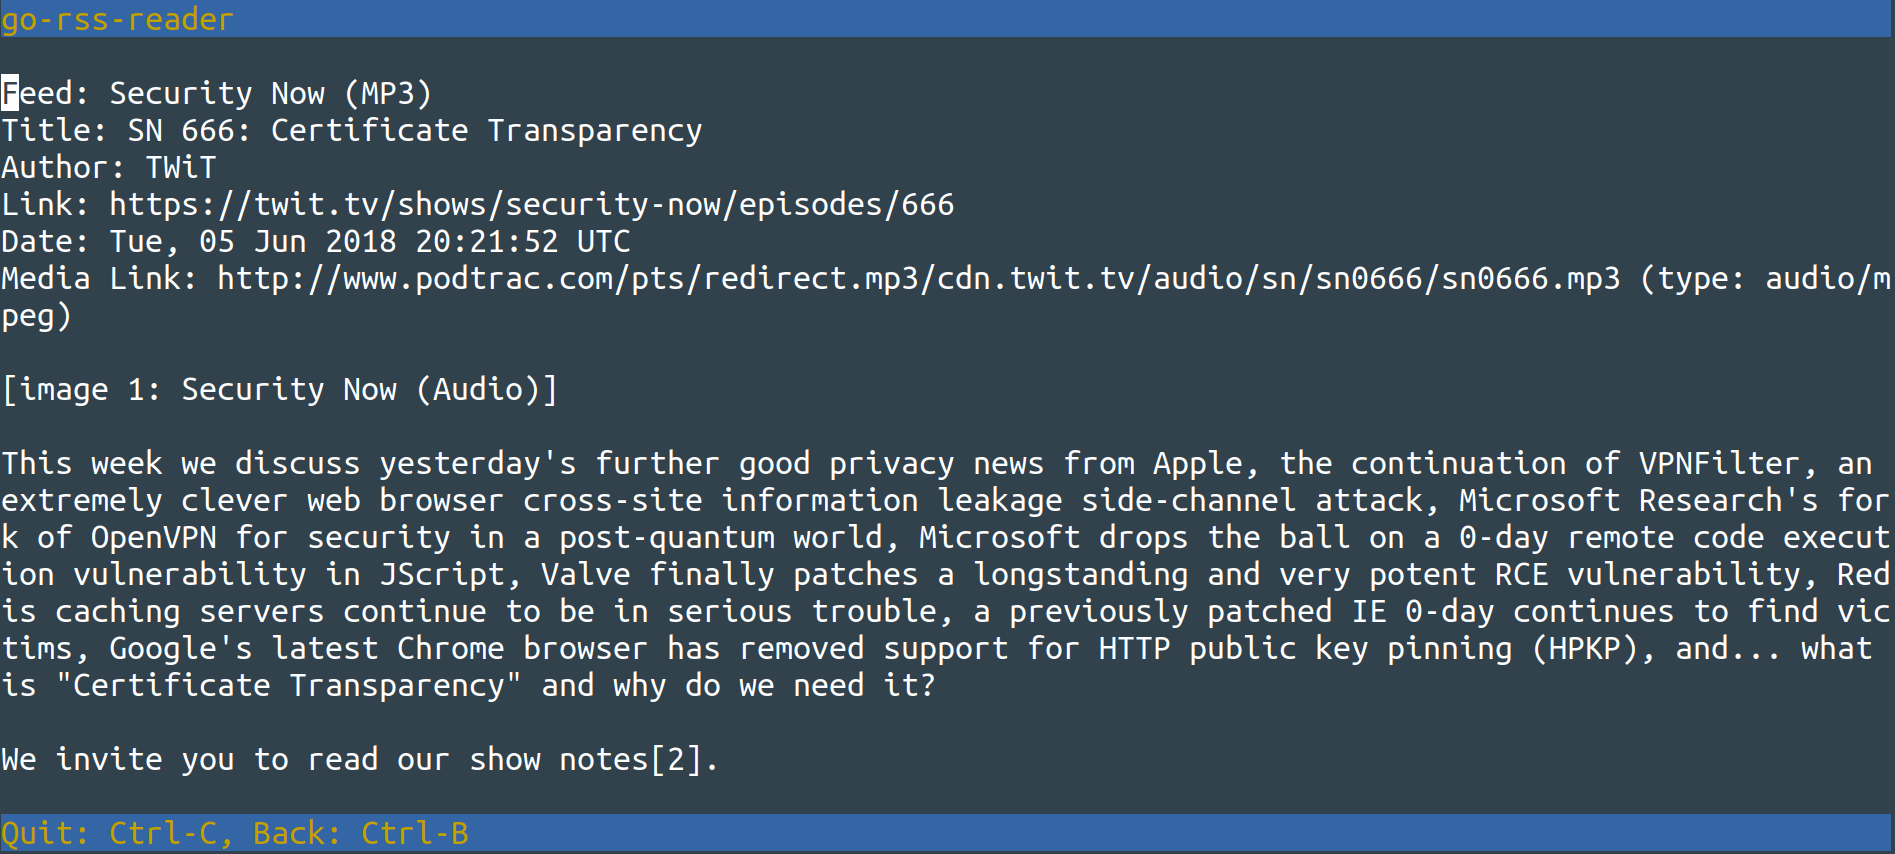 go-rss-reader
Feed: Security Now (MP3)
Title: SN 666: Certificate Transparency
Author: TWiT
Link: https://twit.tv/shows/security-now/episodes/666
Date: Tue, 05 Jun 2018 20:21:52 UTC
Media Link: http://www.podtrac.com/pts/redirect.mp3/cdn.twit.tv/audio/sn/sn0666/sn0666.mp3 (type: audio/m
peg)
[image 1: Security Now (Audio)]
This week we discuss yesterday's further good privacy news from Apple, the continuation of VPNFilter, an
extremely clever web browser cross-site information leakage side-channel attack, Microsoft Research's for
k of OpenVPN for security in a post-quantum world, Microsoft drops the ball on a 0-day remote code execut
ion vulnerability in JScript, Valve finally patches a longstanding and very potent RCE vulnerability, Red
is caching servers continue to be in serious trouble, a previously patched IE 0-day continues to find vic
tims, Google's latest Chrome browser has removed support for HTTP public key pinning (HPKP), and... what
is "Certificate Transparency" and why do we need it?
We invite you to read our show notes[2].
Quit: Ctrl-C, Back: Ctrl-B